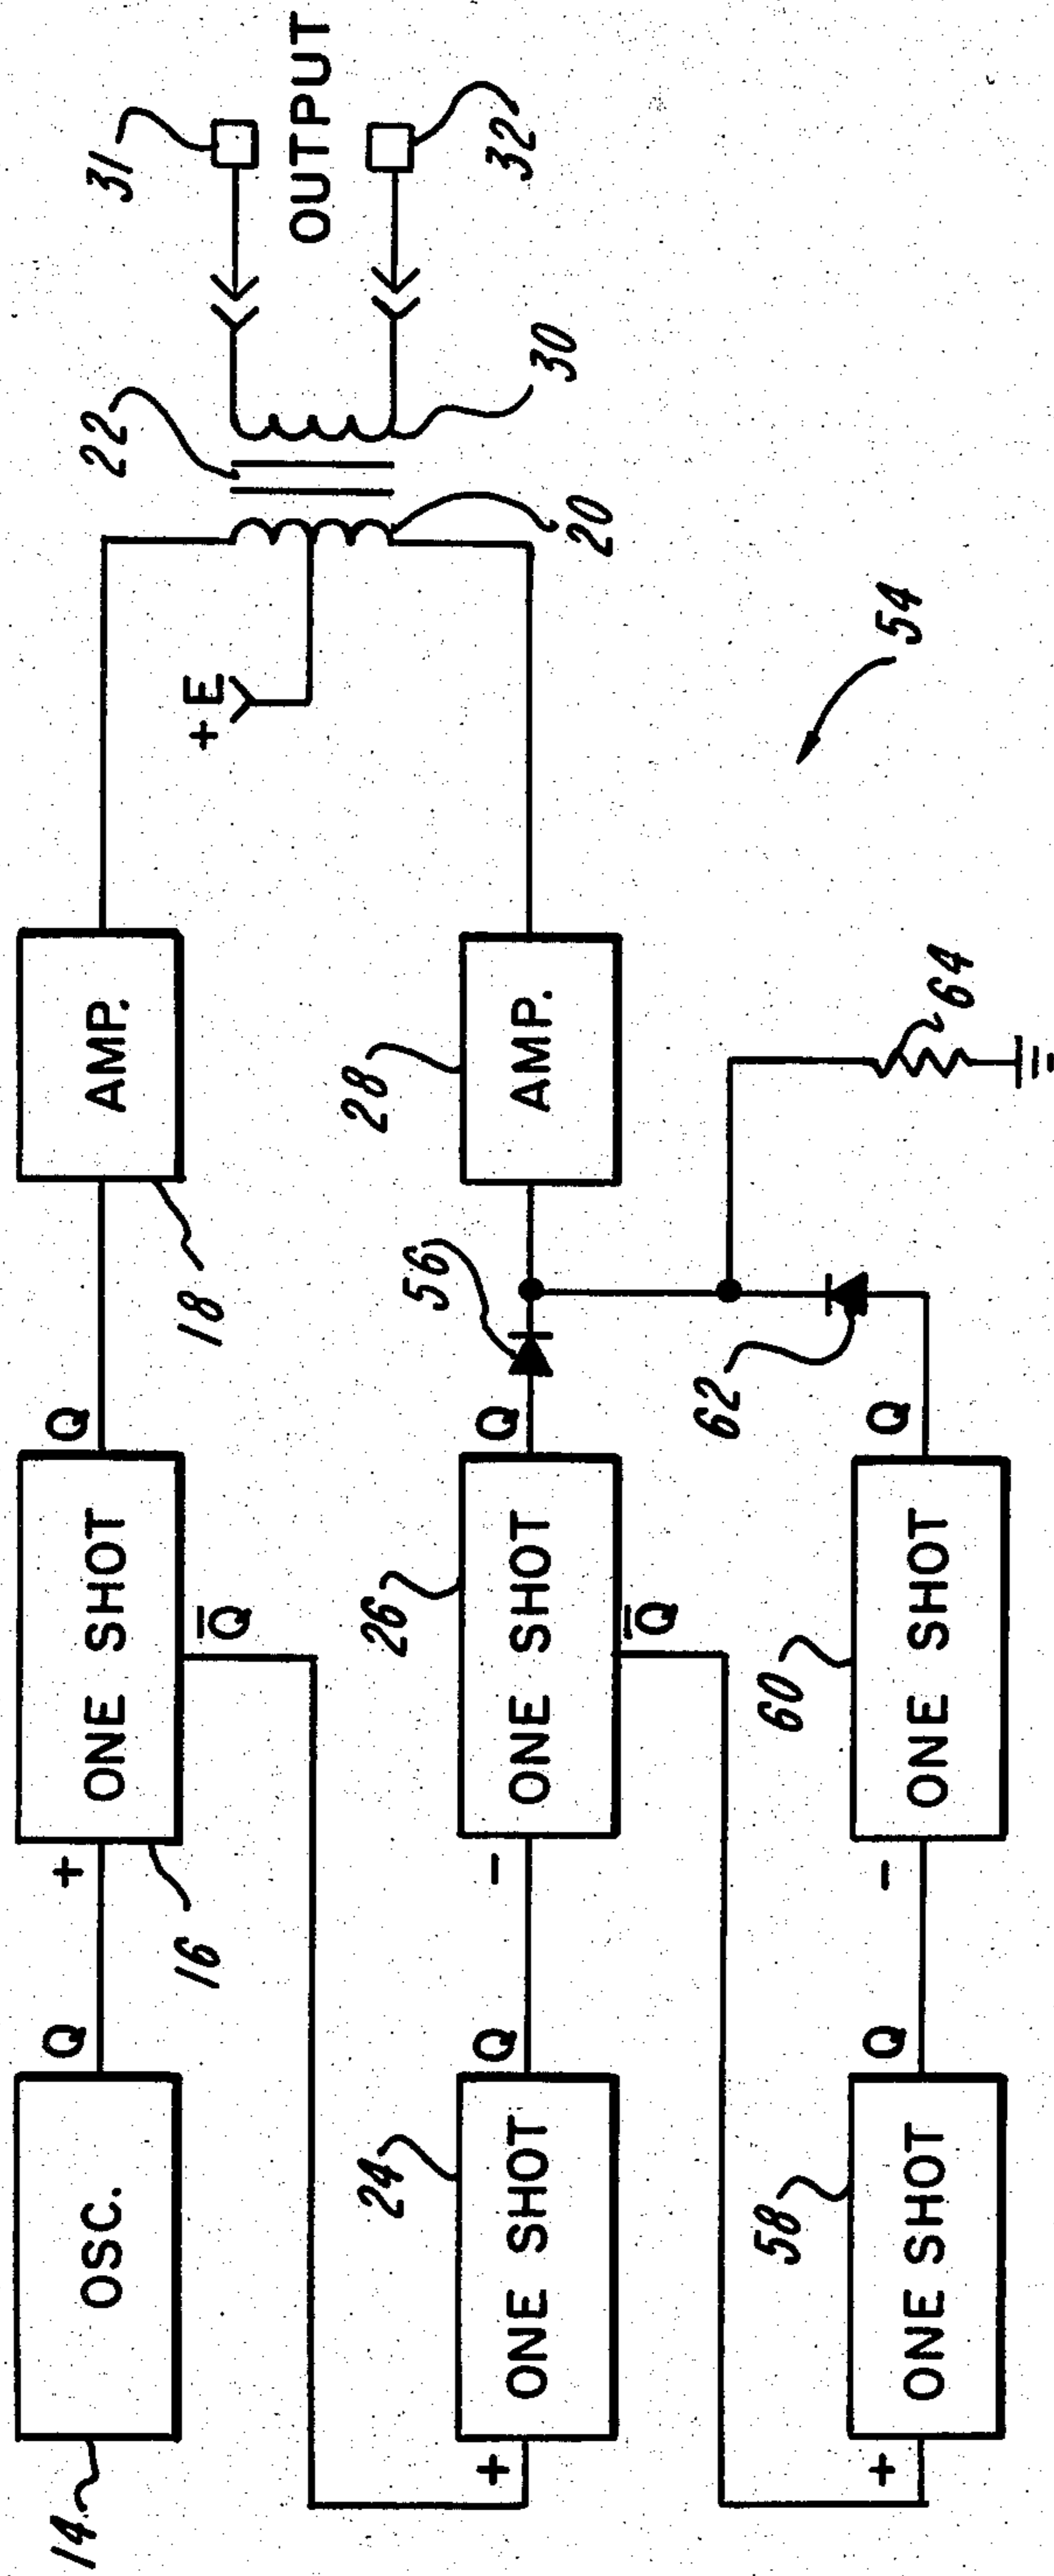 14
OSC.
Q
+
ONE SHOT
16
Q
Q̅
AMP.
18
+E
22
31
OUTPUT
32
30
20
+
ONE SHOT
24
Q
-
ONE SHOT
26
Q
Q̅
56
AMP.
28
54
+
ONE SHOT
58
Q
-
ONE SHOT
60
Q
62
64